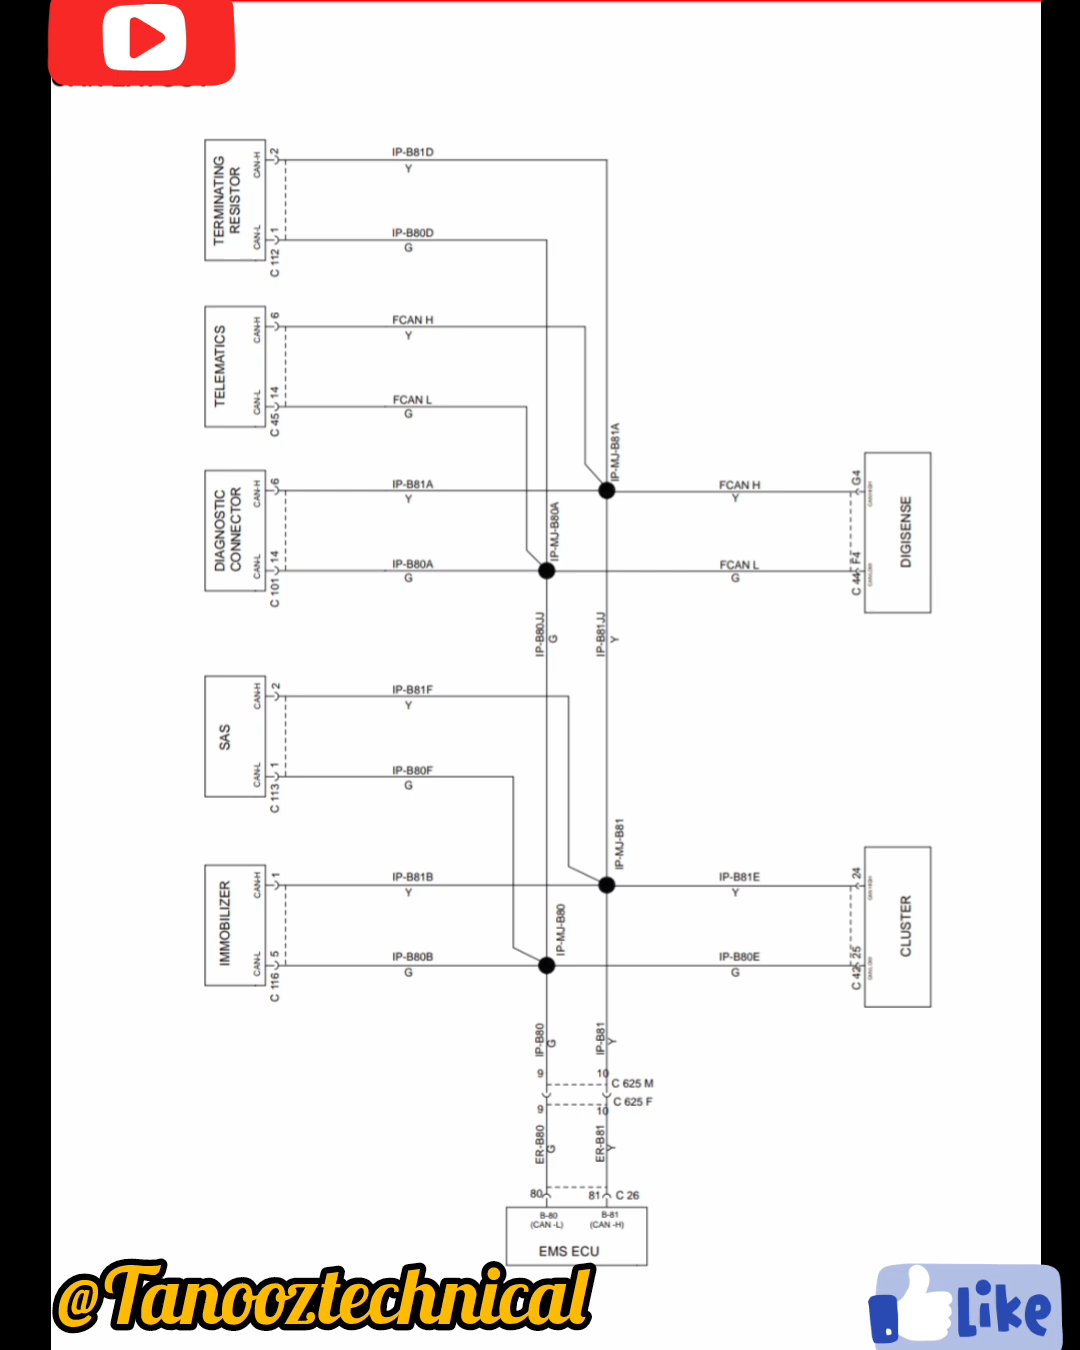 TERMINATING
RESISTOR
CAN-H
CAN-L
2
1
C 112
IP-B81D
Y
IP-B80D
G
TELEMATICS
CAN-H
CAN-L
6
14
C 45
FCAN H
Y
FCAN L
G
DIAGNOSTIC
CONNECTOR
CAN-H
CAN-L
6
14
C 101
IP-B81A
Y
IP-B80A
G
IP-MJ-B81A
IP-MJ-B80A
FCAN H
Y
FCAN L
G
G4
F4
C 44
DIGISENSE
IP-B80JJ
G
IP-B81JJ
Y
SAS
CAN-H
CAN-L
2
1
C 113
IP-B81F
Y
IP-B80F
G
IMMOBILIZER
CAN-H
CAN-L
1
5
C 116
IP-B81B
Y
IP-B80B
G
IP-MJ-B81
IP-MJ-B80
IP-B81E
Y
IP-B80E
G
24
25
C 42
CLUSTER
IP-B80
G
IP-B81
Y
9
10
C 625 M
9
10
C 625 F
ER-B80
G
ER-B81
Y
80
81
C 26
B-80
(CAN -L)
B-81
(CAN -H)
EMS ECU
@Tanooztechnical
Like